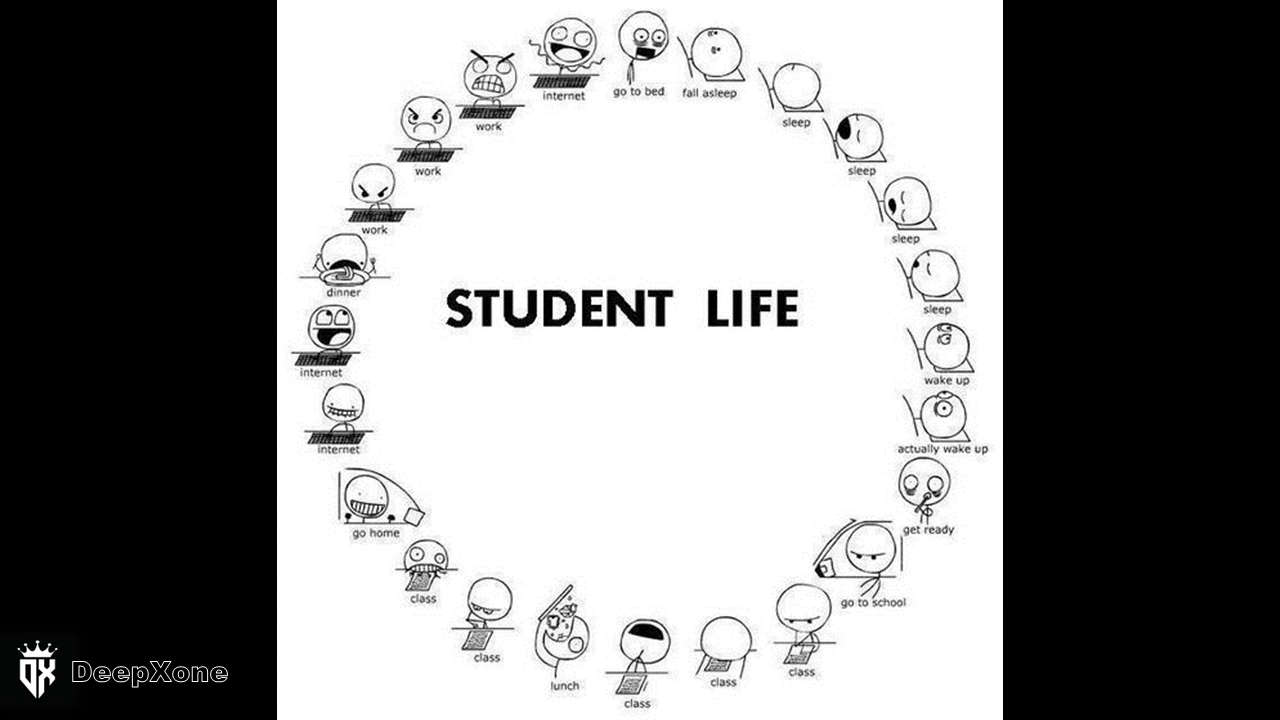 STUDENT LIFE
go to bed
fall asleep
sleep
sleep
sleep
sleep
wake up
actually wake up
get ready
go to school
class
class
class
lunch
class
class
go home
internet
internet
dinner
work
work
work
internet
DX
DeepXone